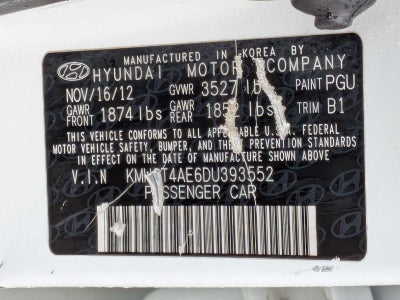 MANUFACTURED IN KOREA BY
HYUNDAI MOTOR COMPANY
NOV/16/12 GVWR 3527 lbs PAINT PGU
GAWR FRONT 1874 lbs GAWR REAR lbs TRIM B1
THIS VEHICLE CONFORMS TO ALL APPLICABLE U.S. FEDERAL
MOTOR VEHICLE SAFETY, BUMPER, AND THEFT PREVENTION STANDARDS
IN EFFECT ON THE DATE OF MANUFACTURE SHOWN ABOVE
V.I.N
PASSENGER CAR